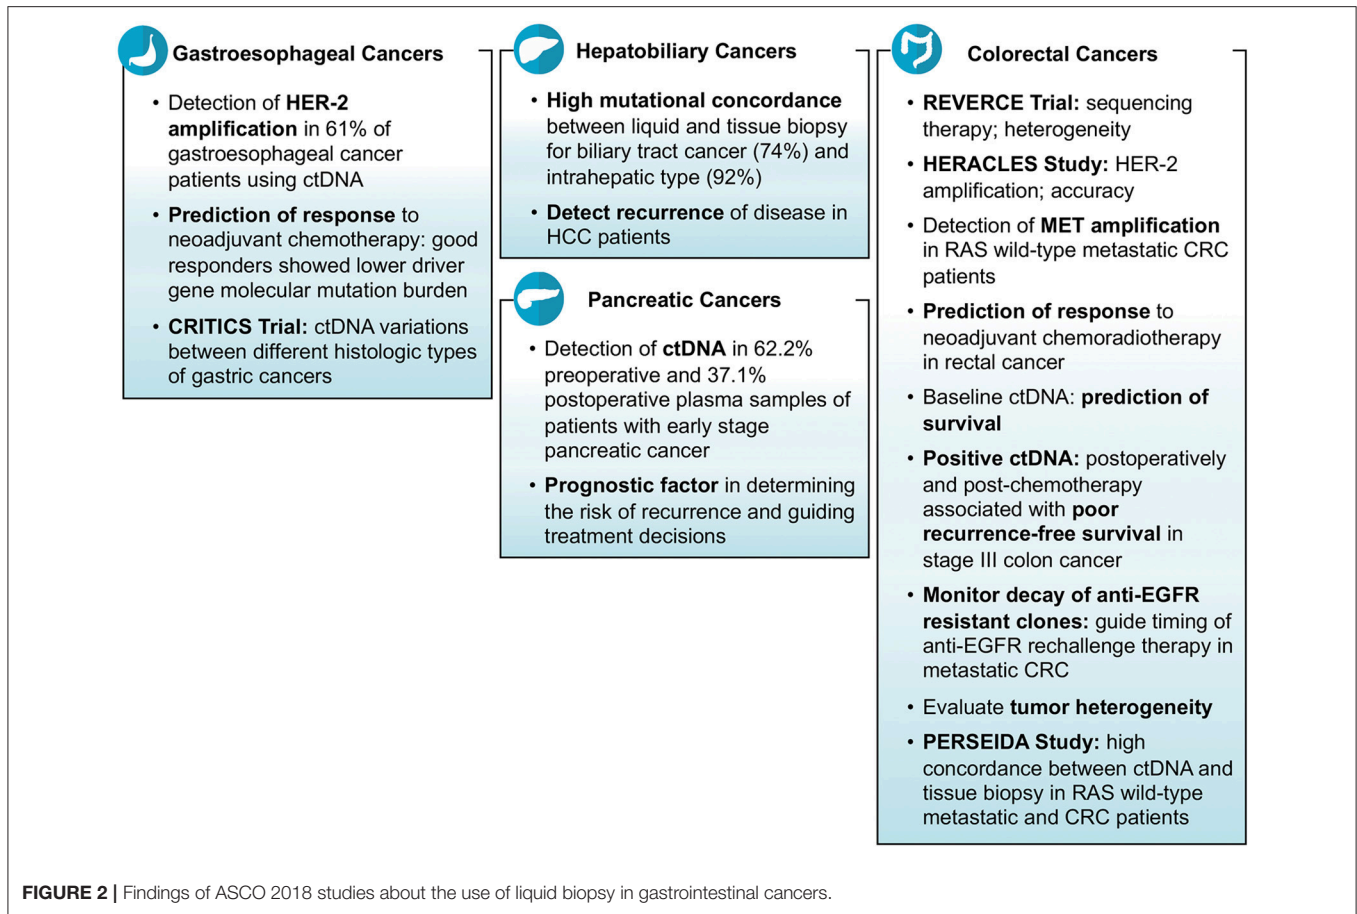 Gastroesophageal Cancers
• Detection of HER-2
amplification in 61% of
gastroesophageal cancer
patients using ctDNA
• Prediction of response to
neoadjuvant chemotherapy: good
responders showed lower driver
gene molecular mutation burden
• CRITICS Trial: ctDNA variations
between different histologic types
of gastric cancers
Hepatobiliary Cancers
• High mutational concordance
between liquid and tissue biopsy
for biliary tract cancer (74%) and
intrahepatic type (92%)
• Detect recurrence of disease in
HCC patients
Pancreatic Cancers
• Detection of ctDNA in 62.2%
preoperative and 37.1%
postoperative plasma samples of
patients with early stage
pancreatic cancer
• Prognostic factor in determining
the risk of recurrence and guiding
treatment decisions
Colorectal Cancers
• REVERCE Trial: sequencing
therapy; heterogeneity
• HERACLES Study: HER-2
amplification; accuracy
• Detection of MET amplification
in RAS wild-type metastatic CRC
patients
• Prediction of response to
neoadjuvant chemoradiotherapy
in rectal cancer
• Baseline ctDNA: prediction of
survival
• Positive ctDNA: postoperatively
and post-chemotherapy
associated with poor
recurrence-free survival in
stage III colon cancer
• Monitor decay of anti-EGFR
resistant clones: guide timing of
anti-EGFR rechallenge therapy in
metastatic CRC
• Evaluate tumor heterogeneity
• PERSEIDA Study: high
concordance between ctDNA and
tissue biopsy in RAS wild-type
metastatic and CRC patients
FIGURE 2 | Findings of ASCO 2018 studies about the use of liquid biopsy in gastrointestinal cancers.